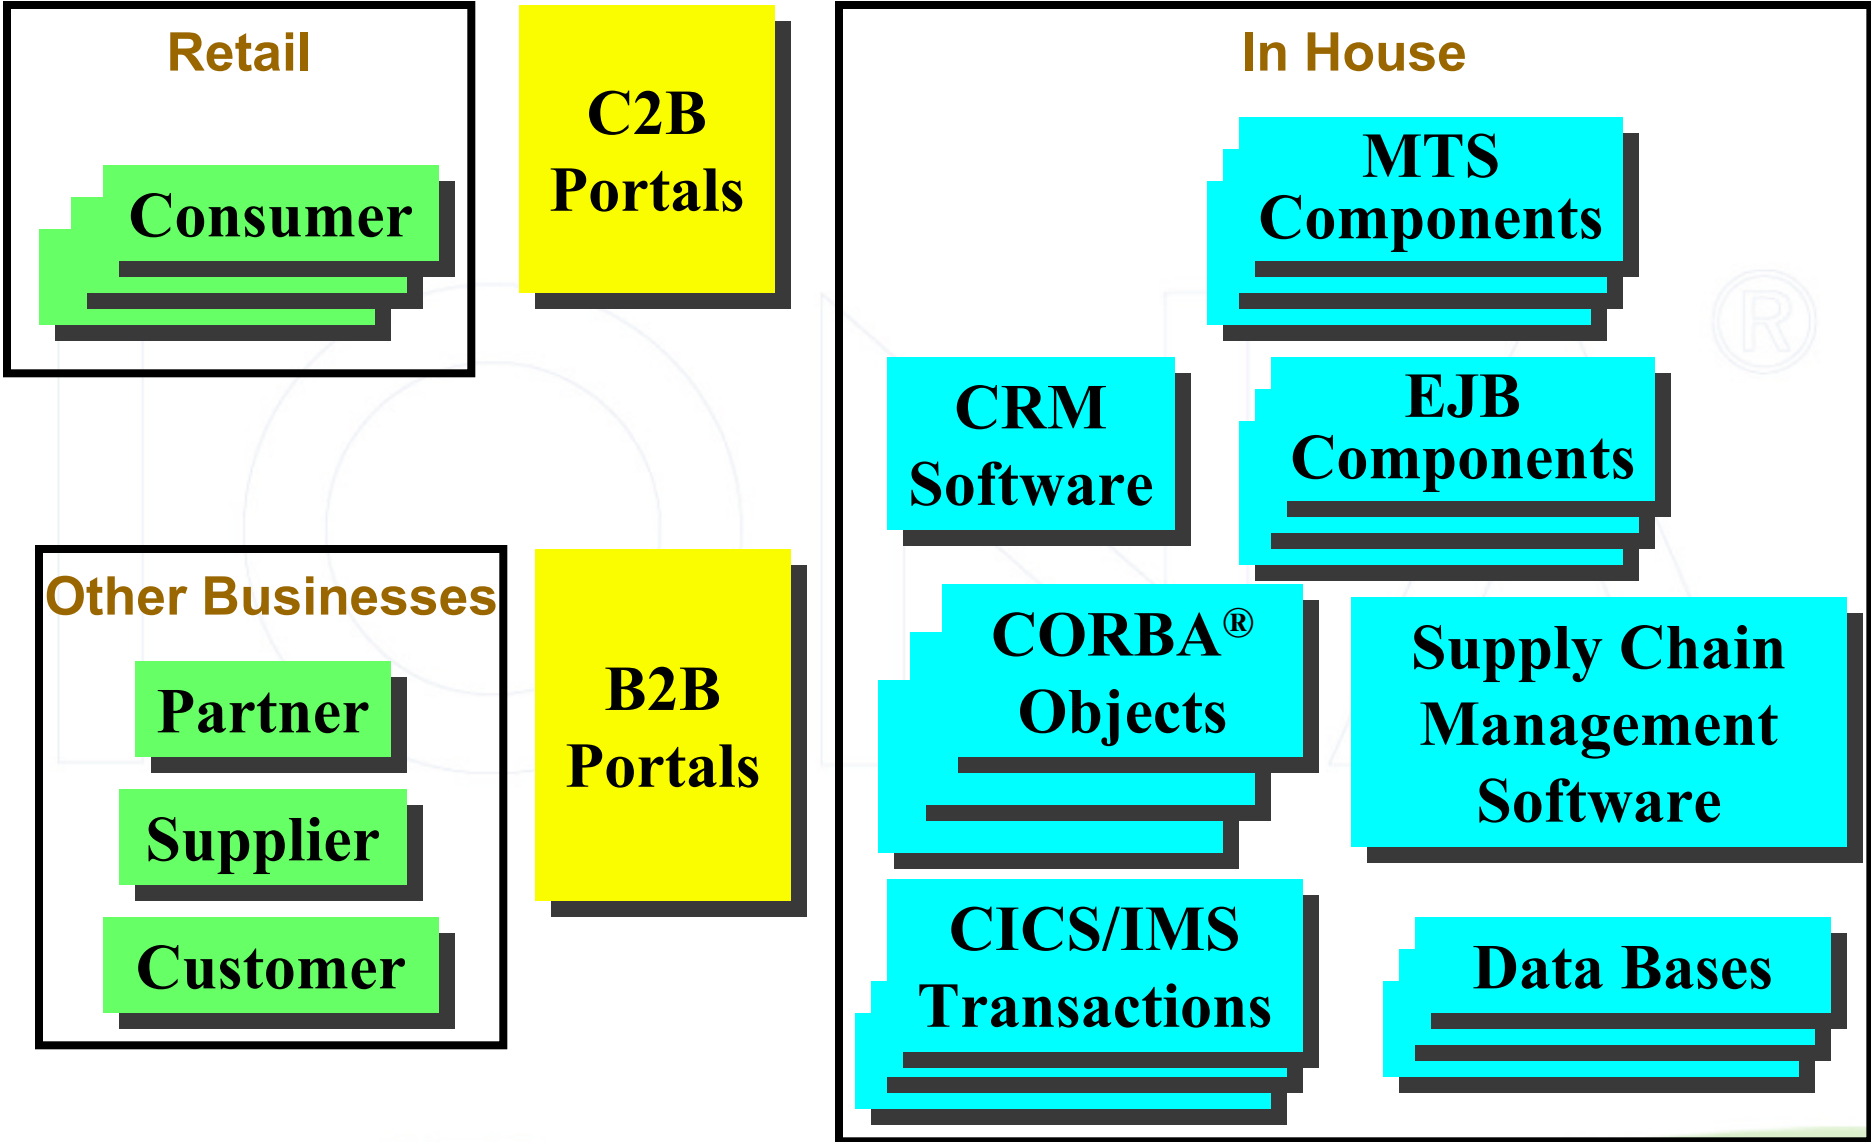 Retail
Consumer
C2B
Portals
Other Businesses
Partner
Supplier
Customer
B2B
Portals
In House
MTS
Components
CRM
Software
EJB
Components
CORBA®
Objects
Supply Chain
Management
Software
CICS/IMS
Transactions
Data Bases
IONA®